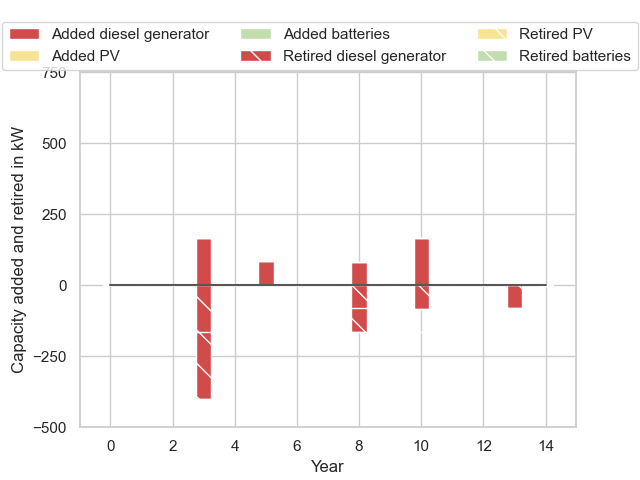 Added diesel generator Added batteries Retired PV
Added PV Retired diesel generator Retired batteries
750
500
250
0
−250
−500
Capacity added and retired in kW
0 2 4 6 8 10 12 14
Year